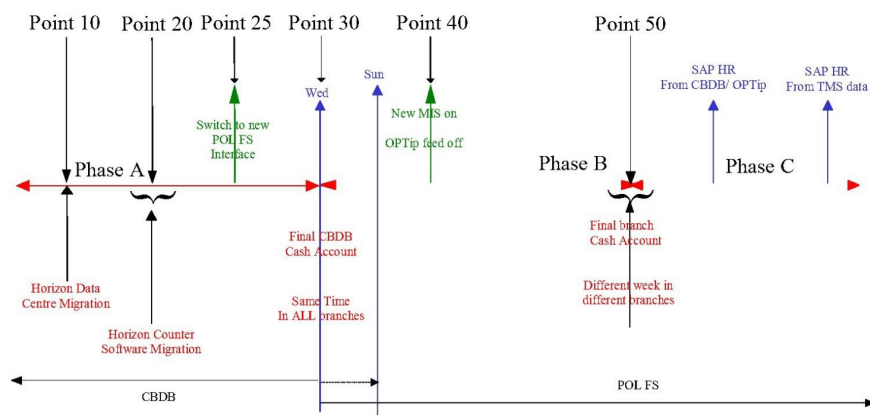 Point 10
Point 20
Point 25
Point 30
Point 40
Point 50
Wed
Sun
SAP HR
From CBDB/ OPTip
SAP HR
From TMS data
Switch to new
POL FS
Interface
New MIS on
OPTip feed off
Phase A
Phase B
Phase C
Final CBDB
Cash Account
Final branch
Cash Account
Horizon Data
Centre Migration
Same Time
In ALL branches
Different week in
different branches
Horizon Counter
Software Migration
CBDB
POL FS